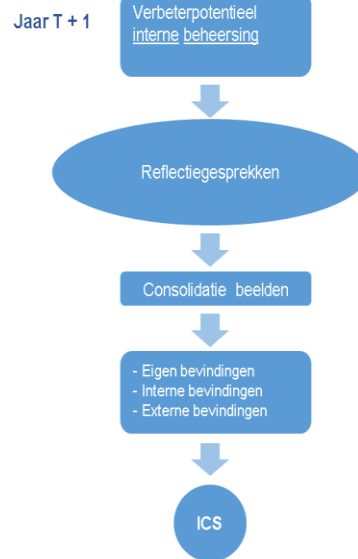 Jaar T + 1
Verbeterpotentieel
interne beheersing
Reflectiegesprekken
Consolidatie beelden
- Eigen bevindingen
- Interne bevindingen
- Externe bevindingen
ICS